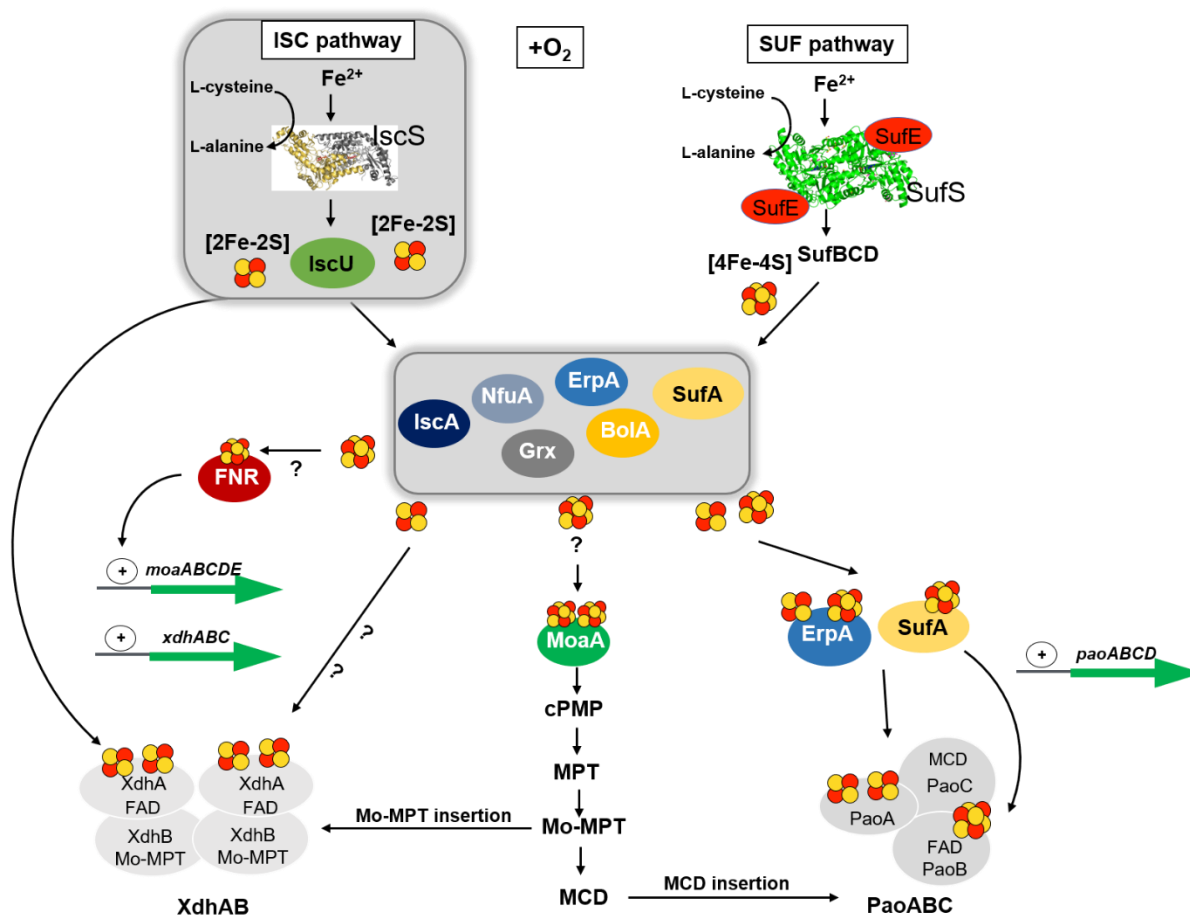 ISC pathway
+O2
SUF pathway
Fe2+
L-cysteine
IscS
L-alanine
[2Fe-2S]
[2Fe-2S]
IscU
Fe2+
L-cysteine
SufE
L-alanine
SufE
SufS
SufBCD
[4Fe-4S]
ErpA
NfuA
SufA
IscA
BolA
Grx
FNR
?
?
moaABCDE
+
xdhABC
+
?
?
MoaA
cPMP
MPT
Mo-MPT
MCD
ErpA
SufA
paoABCD
+
XdhA
FAD
XdhB
Mo-MPT
XdhA
FAD
XdhB
Mo-MPT
XdhAB
Mo-MPT insertion
MCD insertion
MCD
PaoC
PaoA
FAD
PaoB
PaoABC